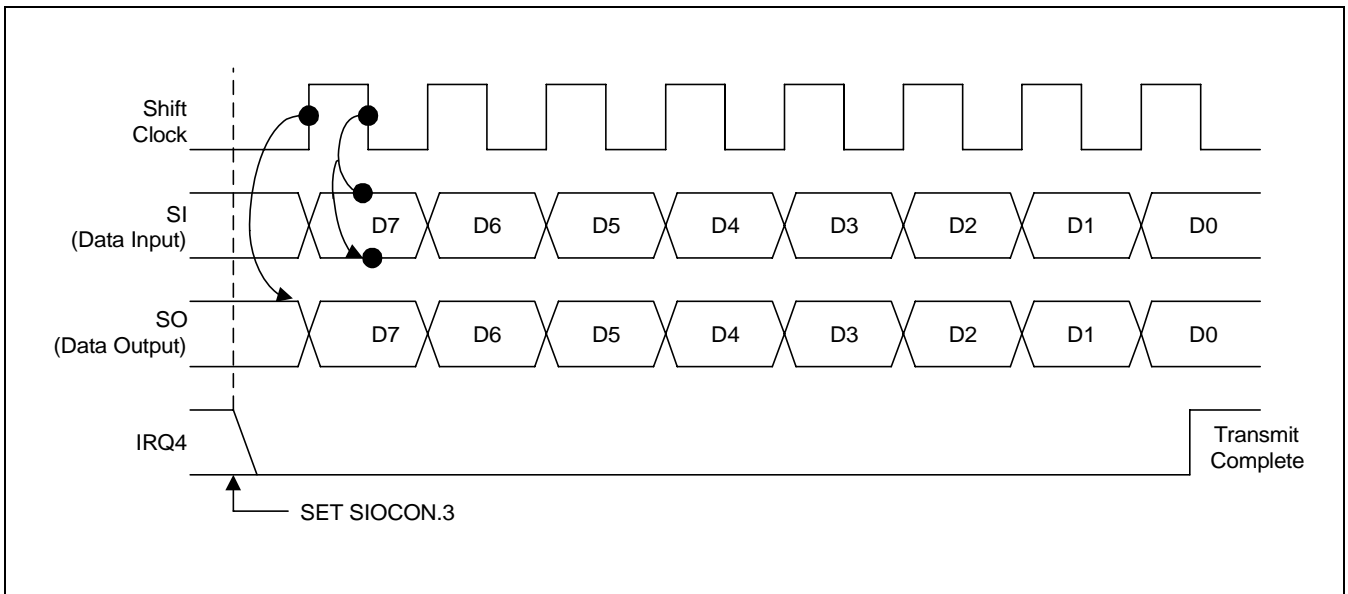 Shift
Clock
SI
(Data Input)
D7 D6 D5 D4 D3 D2 D1 D0
SO
(Data Output)
D7 D6 D5 D4 D3 D2 D1 D0
IRQ4
Transmit
Complete
SET SIOCON.3